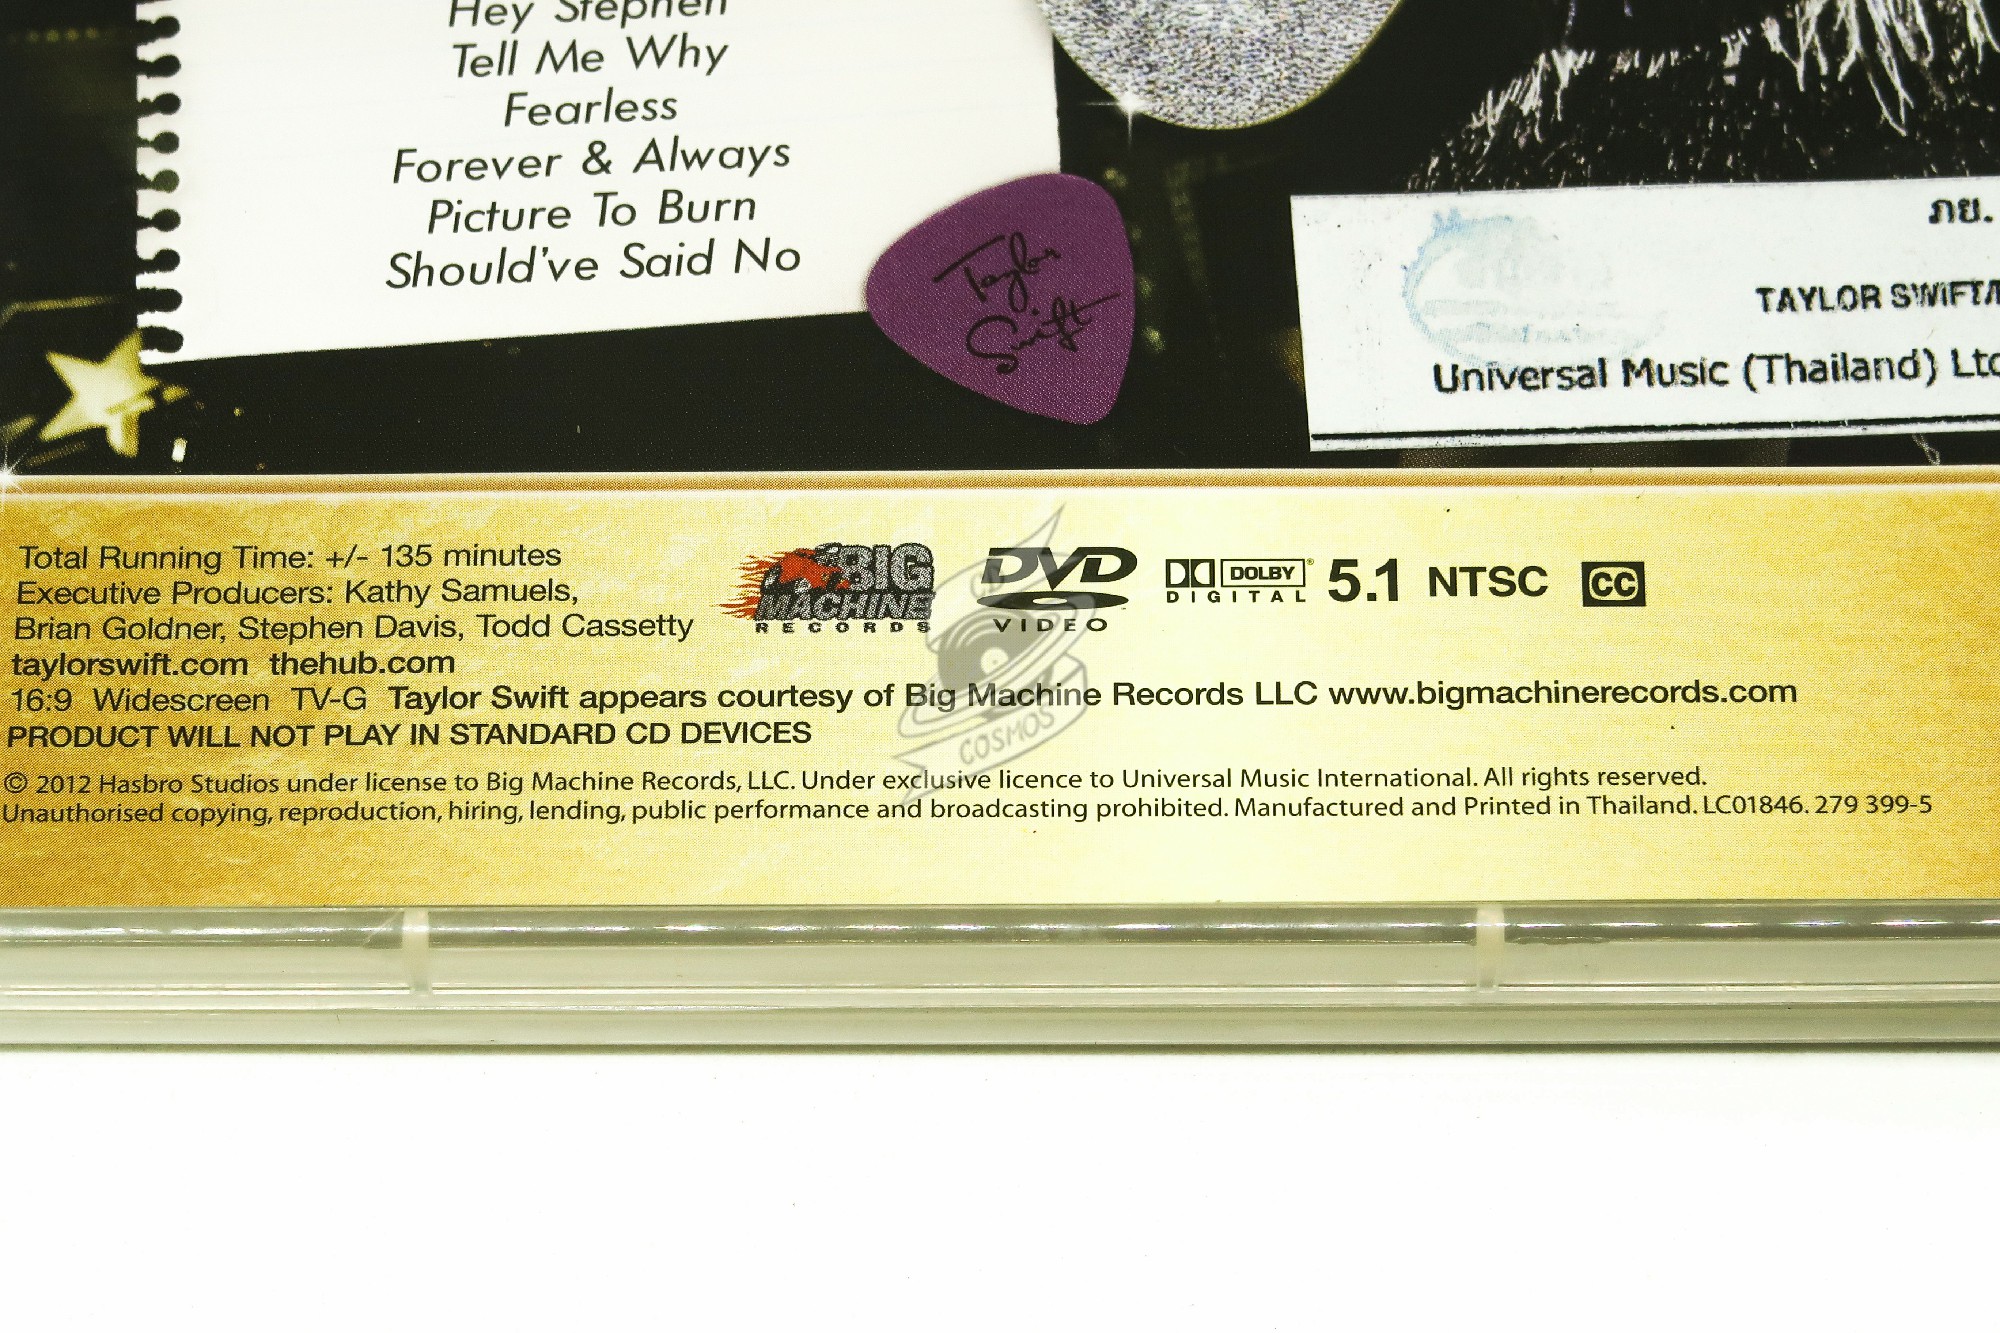 Hey Stephen
Tell Me Why
Fearless
Forever & Always
Picture To Burn
Should've Said No
Taylor
Swift
ภย.
TAYLOR SWIFT/
Universal Music (Thailand) Ltd
Total Running Time: +/- 135 minutes
Executive Producers: Kathy Samuels,
Brian Goldner, Stephen Davis, Todd Cassetty
taylorswift.com thehub.com
BIG
MACHINE
RECORDS
DVD
VIDEO
DOLBY
DIGITAL
5.1 NTSC CC
16:9 Widescreen TV-G Taylor Swift appears courtesy of Big Machine Records LLC www.bigmachinerecords.com
PRODUCT WILL NOT PLAY IN STANDARD CD DEVICES
COSMOS
© 2012 Hasbro Studios under license to Big Machine Records, LLC. Under exclusive licence to Universal Music International. All rights reserved.
Unauthorised copying, reproduction, hiring, lending, public performance and broadcasting prohibited. Manufactured and Printed in Thailand. LC01846. 279 399-5